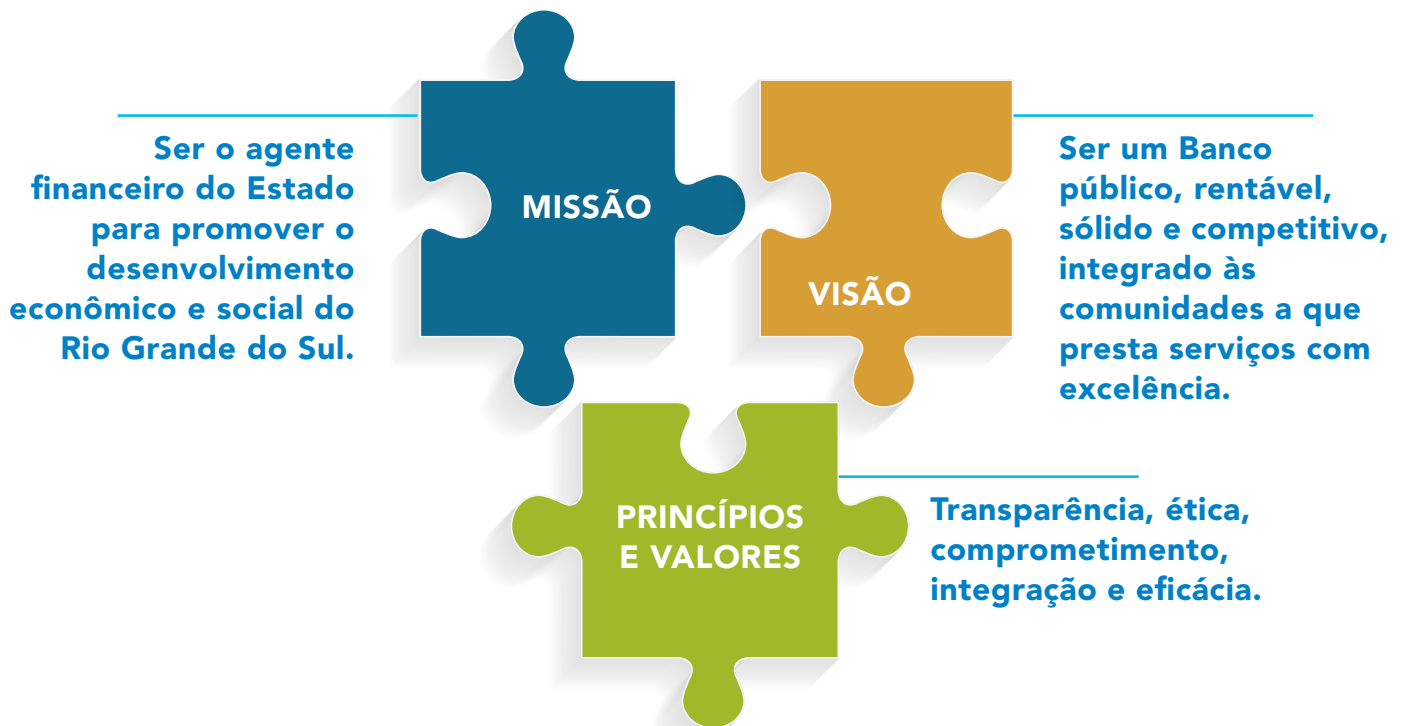 Ser o agente
financeiro do Estado
para promover o
desenvolvimento
econômico e social do
Rio Grande do Sul.
MISSÃO
VISÃO
Ser um Banco
público, rentável,
sólido e competitivo,
integrado às
comunidades a que
presta serviços com
excelência.
PRINCÍPIOS
E VALORES
Transparência, ética,
comprometimento,
integração e eficácia.